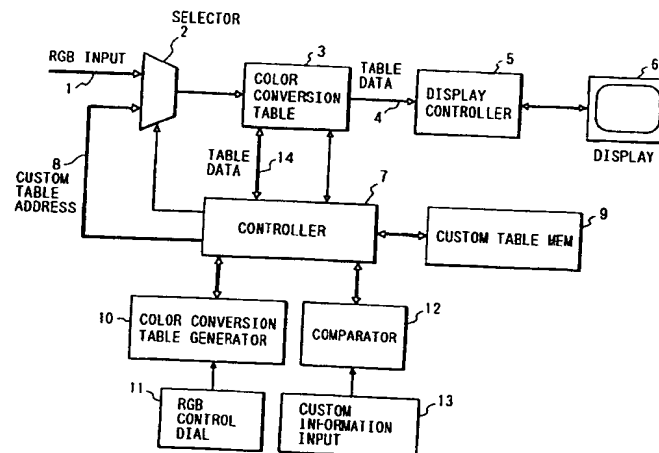 SELECTOR
2
RGB INPUT
1
3
COLOR
CONVERSION
TABLE
TABLE
DATA
4
5
DISPLAY
CONTROLLER
6
DISPLAY
8
CUSTOM
TABLE
ADDRESS
TABLE
DATA
14
7
CONTROLLER
9
CUSTOM TABLE MEM
10
COLOR CONVERSION
TABLE GENERATOR
12
COMPARATOR
11
RGB
CONTROL
DIAL
13
CUSTOM
INFORMATION
INPUT